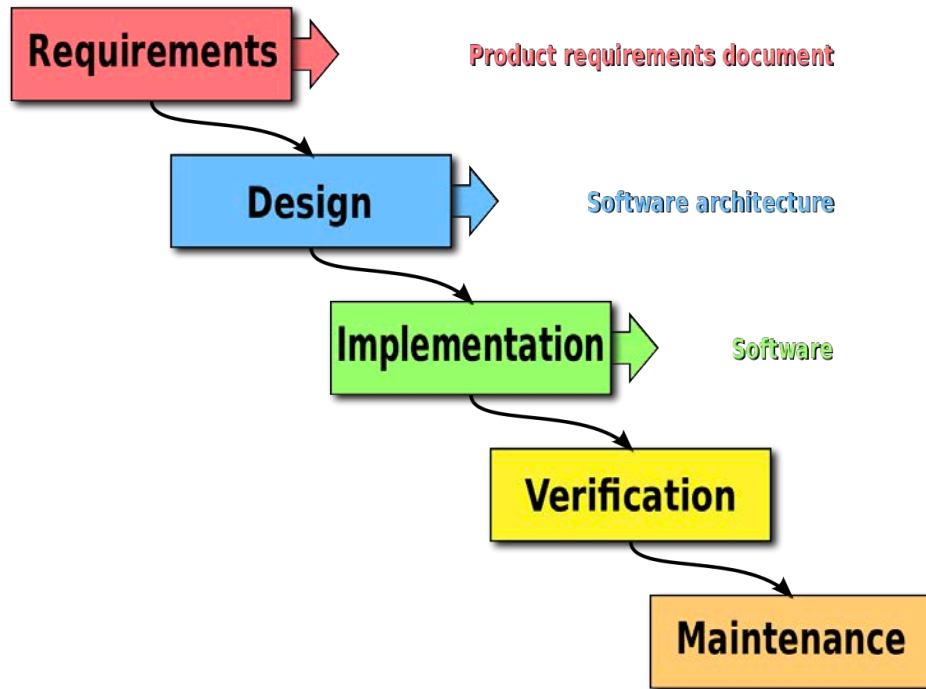 Requirements
Product requirements document
Design
Software architecture
Implementation
Software
Verification
Maintenance